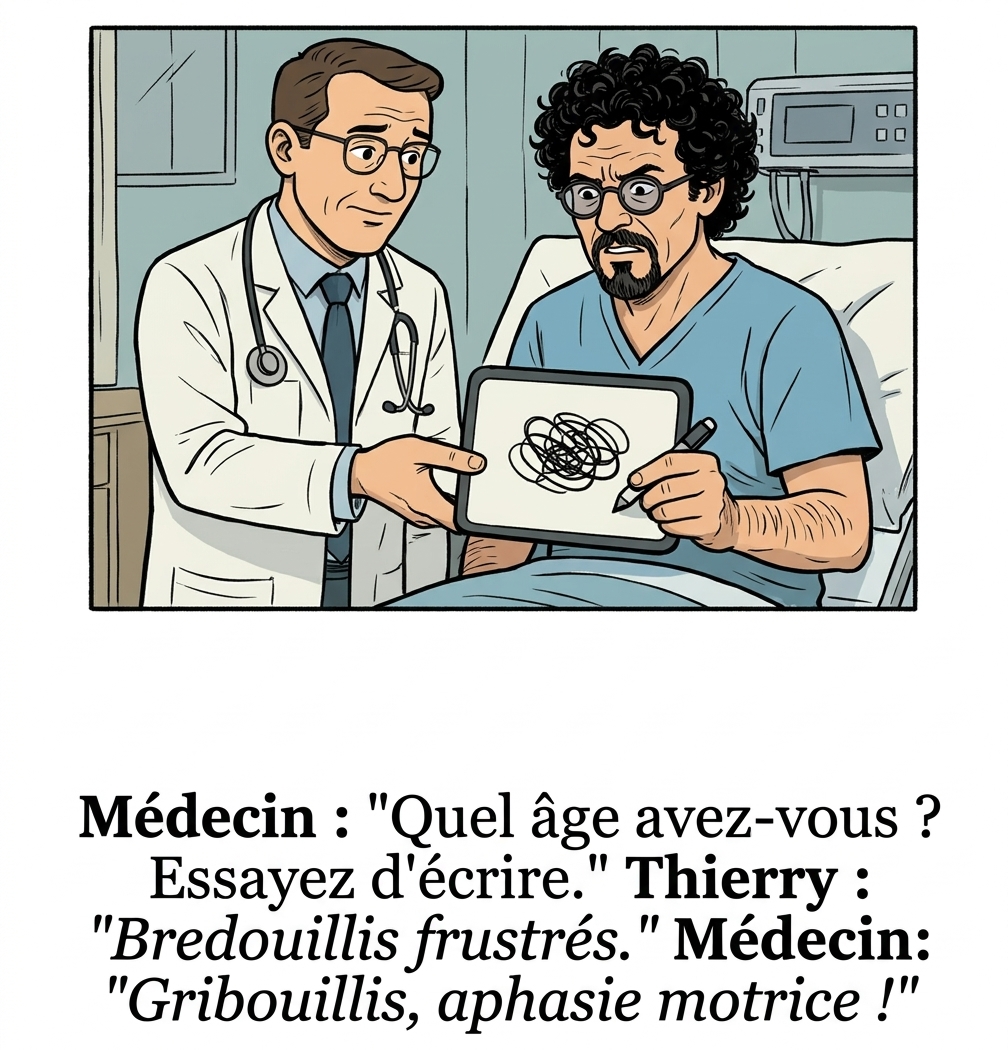 Médecin : "Quel âge avez-vous ?
Essayez d'écrire." Thierry :
"Bredouillis frustrés." Médecin:
"Gribouillis, aphasie motrice !"